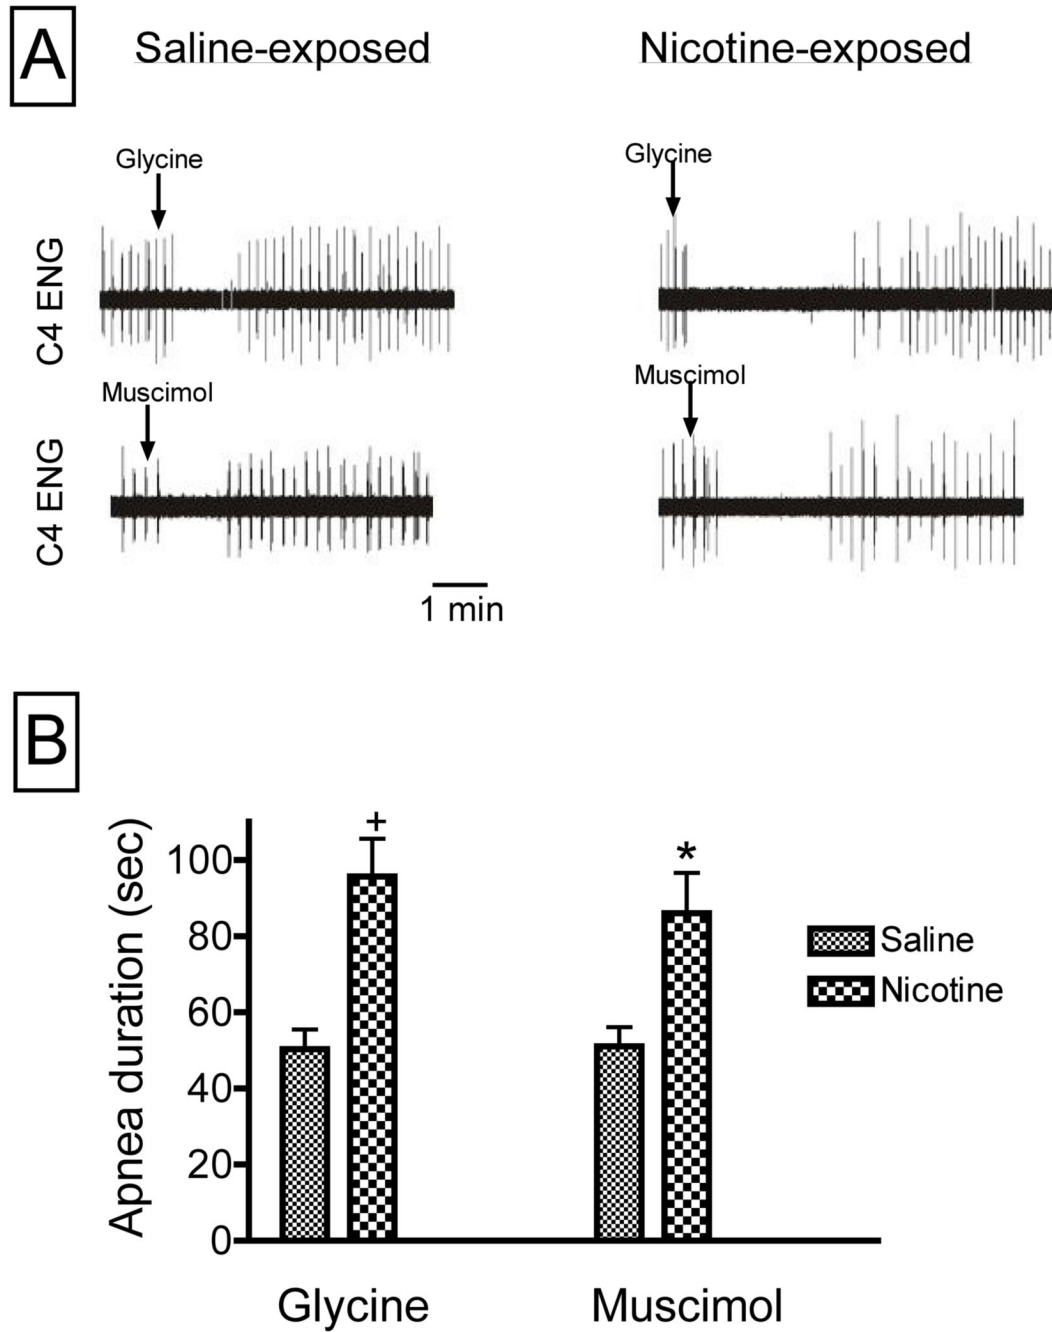 A
Saline-exposed
Nicotine-exposed
Glycine
Glycine
C4 ENG
Muscimol
Muscimol
C4 ENG
1 min
B
Apnea duration (sec)
100
80
60
40
20
0
+
*
Saline
Nicotine
Glycine
Muscimol